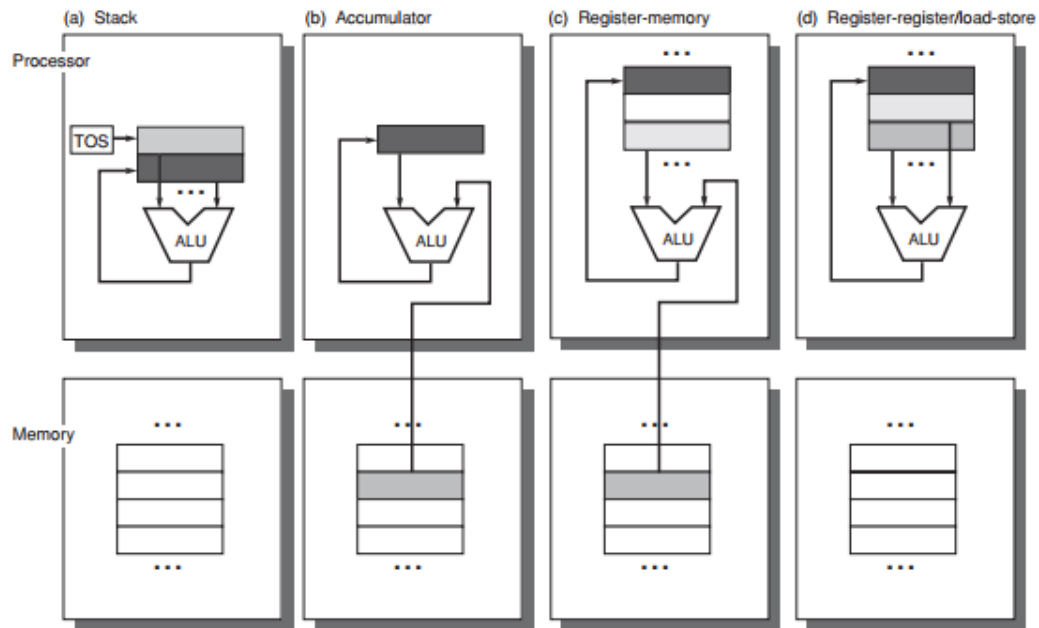 (a) Stack
(b) Accumulator
(c) Register-memory
(d) Register-register/load-store
Processor
...
...
TOS
...
...
...
ALU
ALU
ALU
ALU
Memory
...
...
...
...
...
...
...
...